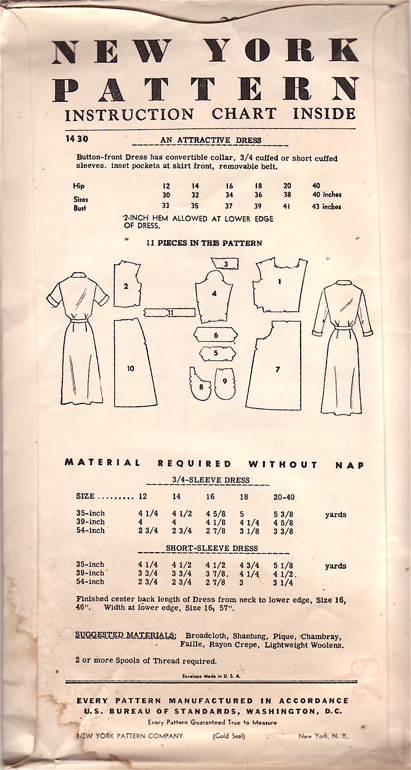 NEW YORK
PATTERN
INSTRUCTION CHART INSIDE
1430 AN ATTRACTIVE DRESS
Button-front Dress has convertible collar, 3/4 cuffed or short cuffed
sleeves. inset pockets at skirt front, removable belt.
Hip 12 14 16 18 20 40
Sizes 30 32 34 36 38 40 inches
Bust 33 35 37 39 41 43 inches
2-INCH HEM ALLOWED AT LOWER EDGE
OF DRESS.
11 PIECES IN THIS PATTERN
3
2
1
4
11
6
5
10
7
8
9
MATERIAL REQUIRED WITHOUT NAP
3/4-SLEEVE DRESS
SIZE ......... 12 14 16 18 20-40
35-inch 4 1/4 4 1/2 4 5/8 5 5 3/8 yards
39-inch 4 4 4 1/8 4 1/4 4 5/8
54-inch 2 3/4 2 3/4 2 7/8 3 1/8 3 3/8
SHORT-SLEEVE DRESS
35-inch 4 1/4 4 1/2 4 1/2 4 3/4 5 1/8 yards
39-inch 3 3/4 3 3/4 3 7/8. 4 1/4 4 1/2.
54-inch 2 3/4 2 3/4 2 7/8 3 3 1/4
Finished center back length of Dress from neck to lower edge, Size 16,
46". Width at lower edge, Size 16, 57".
SUGGESTED MATERIALS: Broadcloth, Shantung, Pique, Chambray,
Faille, Rayon Crepe, Lightweight Woolens.
2 or more Spools of Thread required.
Envelope Made in U. S. A.
EVERY PATTERN MANUFACTURED IN ACCORDANCE
U.S. BUREAU OF STANDARDS, WASHINGTON, D.C.
Every Pattern Guaranteed True to Measure
NEW YORK PATTERN COMPANY (Gold Seal) New York, N. Y.